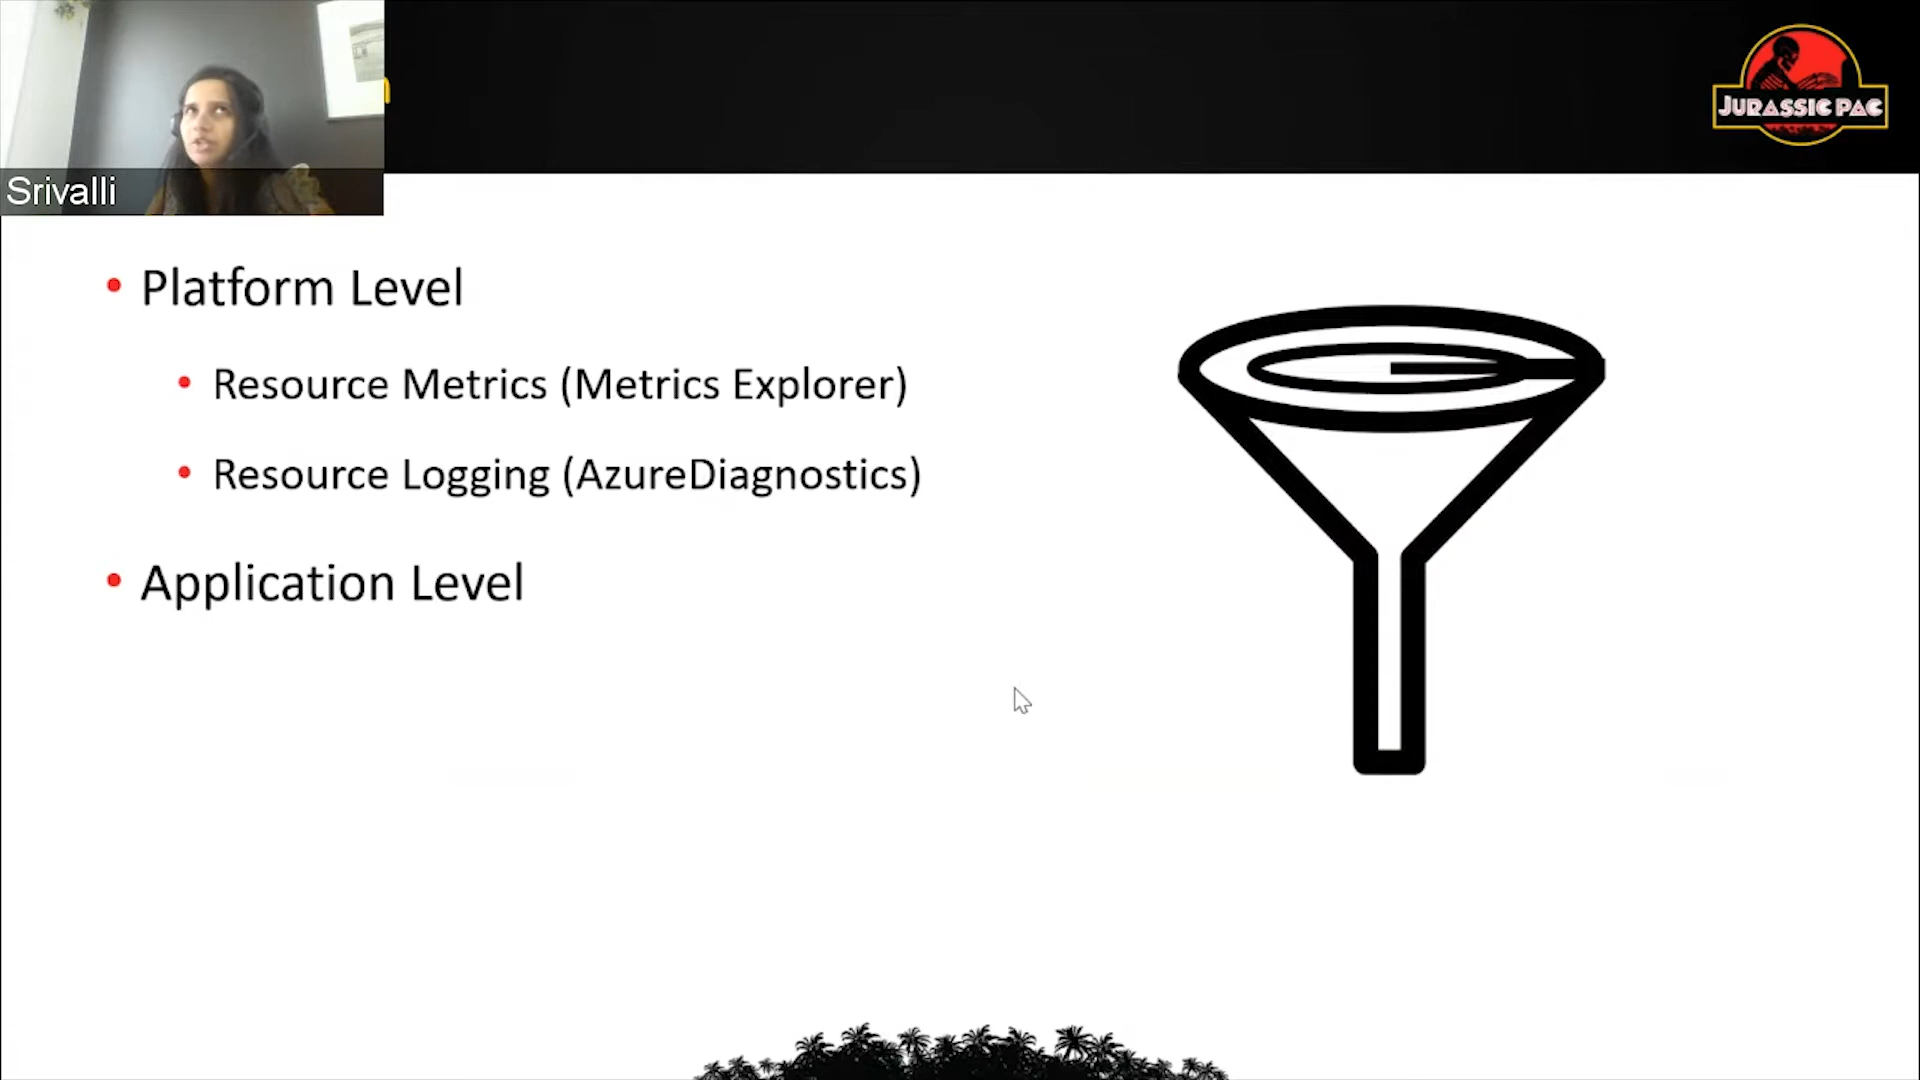 JURASSIC PAC
Srivalli
• Platform Level
• Resource Metrics (Metrics Explorer)
• Resource Logging (AzureDiagnostics)
• Application Level